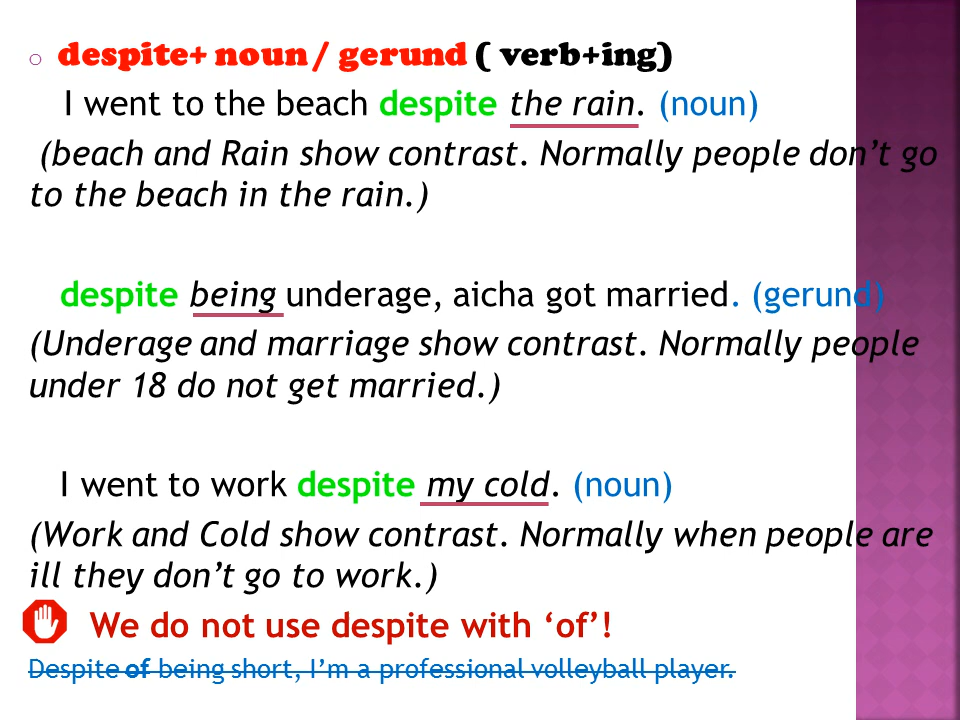 o despite+ noun / gerund ( verb+ing)
I went to the beach despite the rain. (noun)
(beach and Rain show contrast. Normally people don’t go
to the beach in the rain.)
despite being underage, aicha got married. (gerund)
(Underage and marriage show contrast. Normally people
under 18 do not get married.)
I went to work despite my cold. (noun)
(Work and Cold show contrast. Normally when people are
ill they don’t go to work.)
We do not use despite with ‘of’!
Despite of being short, I’m a professional volleyball player.